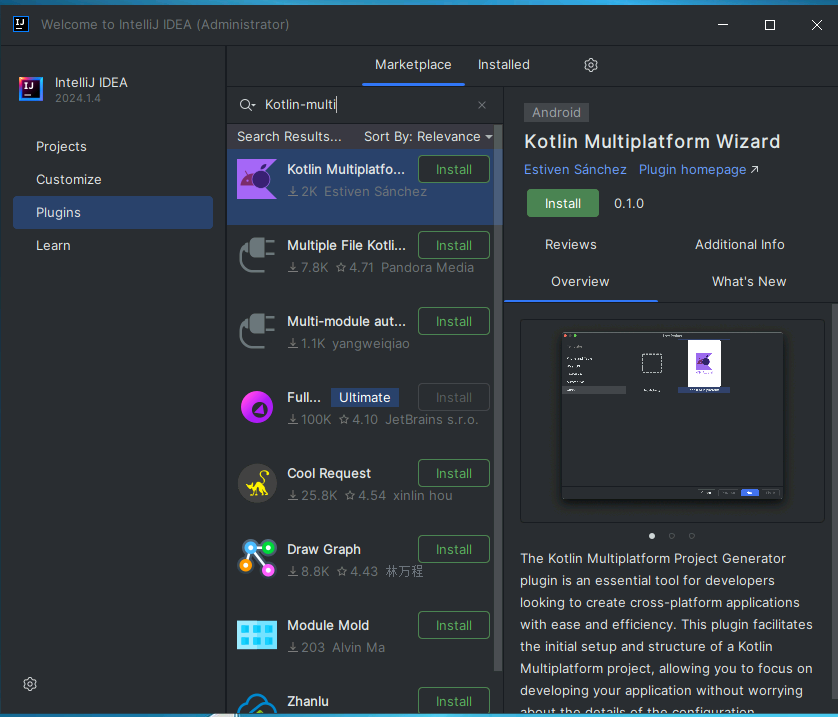 Welcome to IntelliJ IDEA (Administrator)
IntelliJ IDEA
2024.1.4
Projects
Customize
Plugins
Learn
Marketplace Installed
Kotlin-multi
Search Results... Sort By: Relevance
Kotlin Multiplatfo... Install
2K Estiven Sánchez
Multiple File Kotli... Install
7.8K 4.71 Pandora Media
Multi-module aut... Install
1.1K yangweiqiao
Full... Ultimate Install
100K 4.10 JetBrains s.r.o.
Cool Request Install
25.8K 4.54 xinlin hou
Draw Graph Install
8.8K 4.43 林万程
Module Mold Install
203 Alvin Ma
Zhanlu Install
Android
Kotlin Multiplatform Wizard
Estiven Sánchez Plugin homepage
Install 0.1.0
Reviews Additional Info
Overview What's New
The Kotlin Multiplatform Project Generator
plugin is an essential tool for developers
looking to create cross-platform applications
with ease and efficiency. This plugin facilitates
the initial setup and structure of a Kotlin
Multiplatform project, allowing you to focus on
developing your application without worrying
about the details of the configuration.